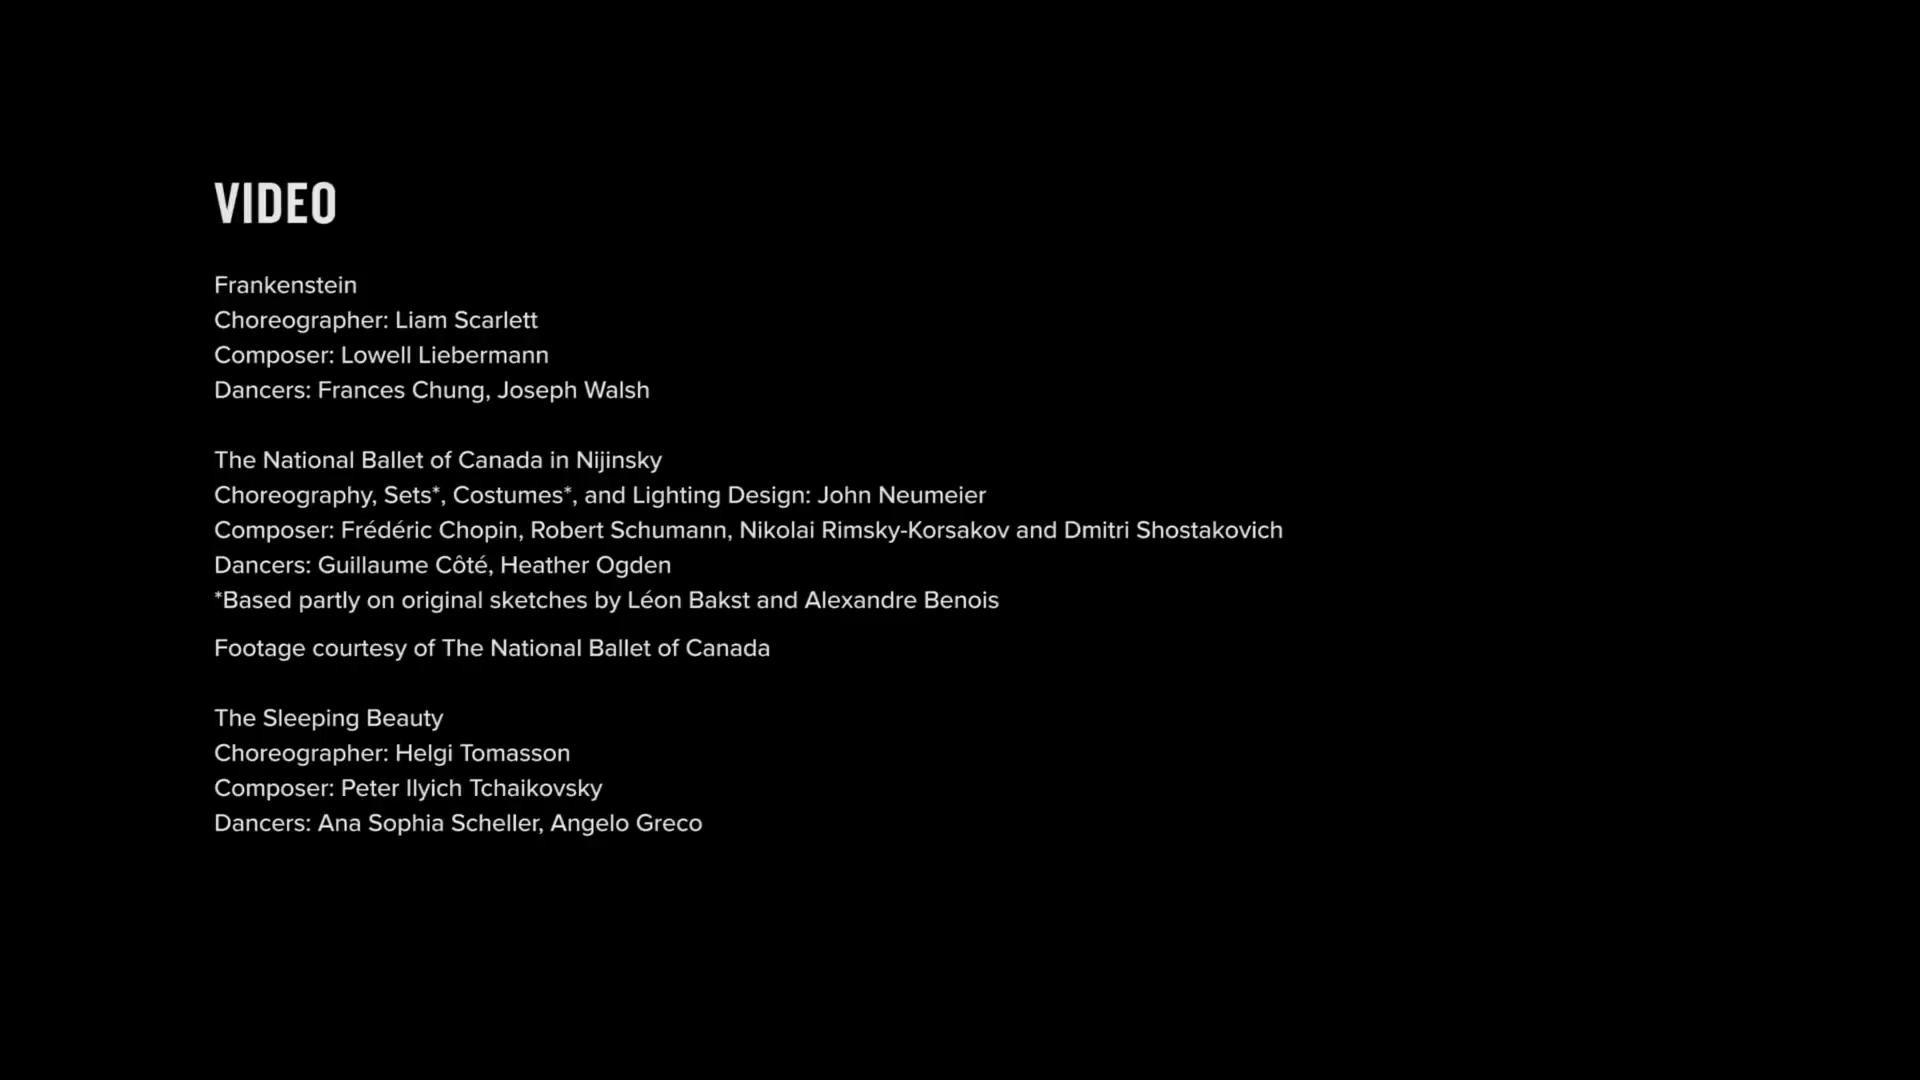 VIDEO
Frankenstein
Choreographer: Liam Scarlett
Composer: Lowell Liebermann
Dancers: Frances Chung, Joseph Walsh
The National Ballet of Canada in Nijinsky
Choreography, Sets*, Costumes*, and Lighting Design: John Neumeier
Composer: Frédéric Chopin, Robert Schumann, Nikolai Rimsky-Korsakov and Dmitri Shostakovich
Dancers: Guillaume Côté, Heather Ogden
*Based partly on original sketches by Léon Bakst and Alexandre Benois
Footage courtesy of The National Ballet of Canada
The Sleeping Beauty
Choreographer: Helgi Tomasson
Composer: Peter Ilyich Tchaikovsky
Dancers: Ana Sophia Scheller, Angelo Greco